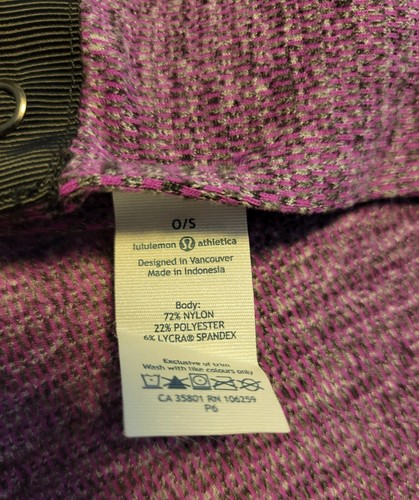 O/S
lululemon athletica
Designed in Vancouver
Made in Indonesia
Body:
72% NYLON
22% POLYESTER
6% LYCRA® SPANDEX
Exclusive of trim
Wash with like colours only
CA 35801 RN 106259
P6